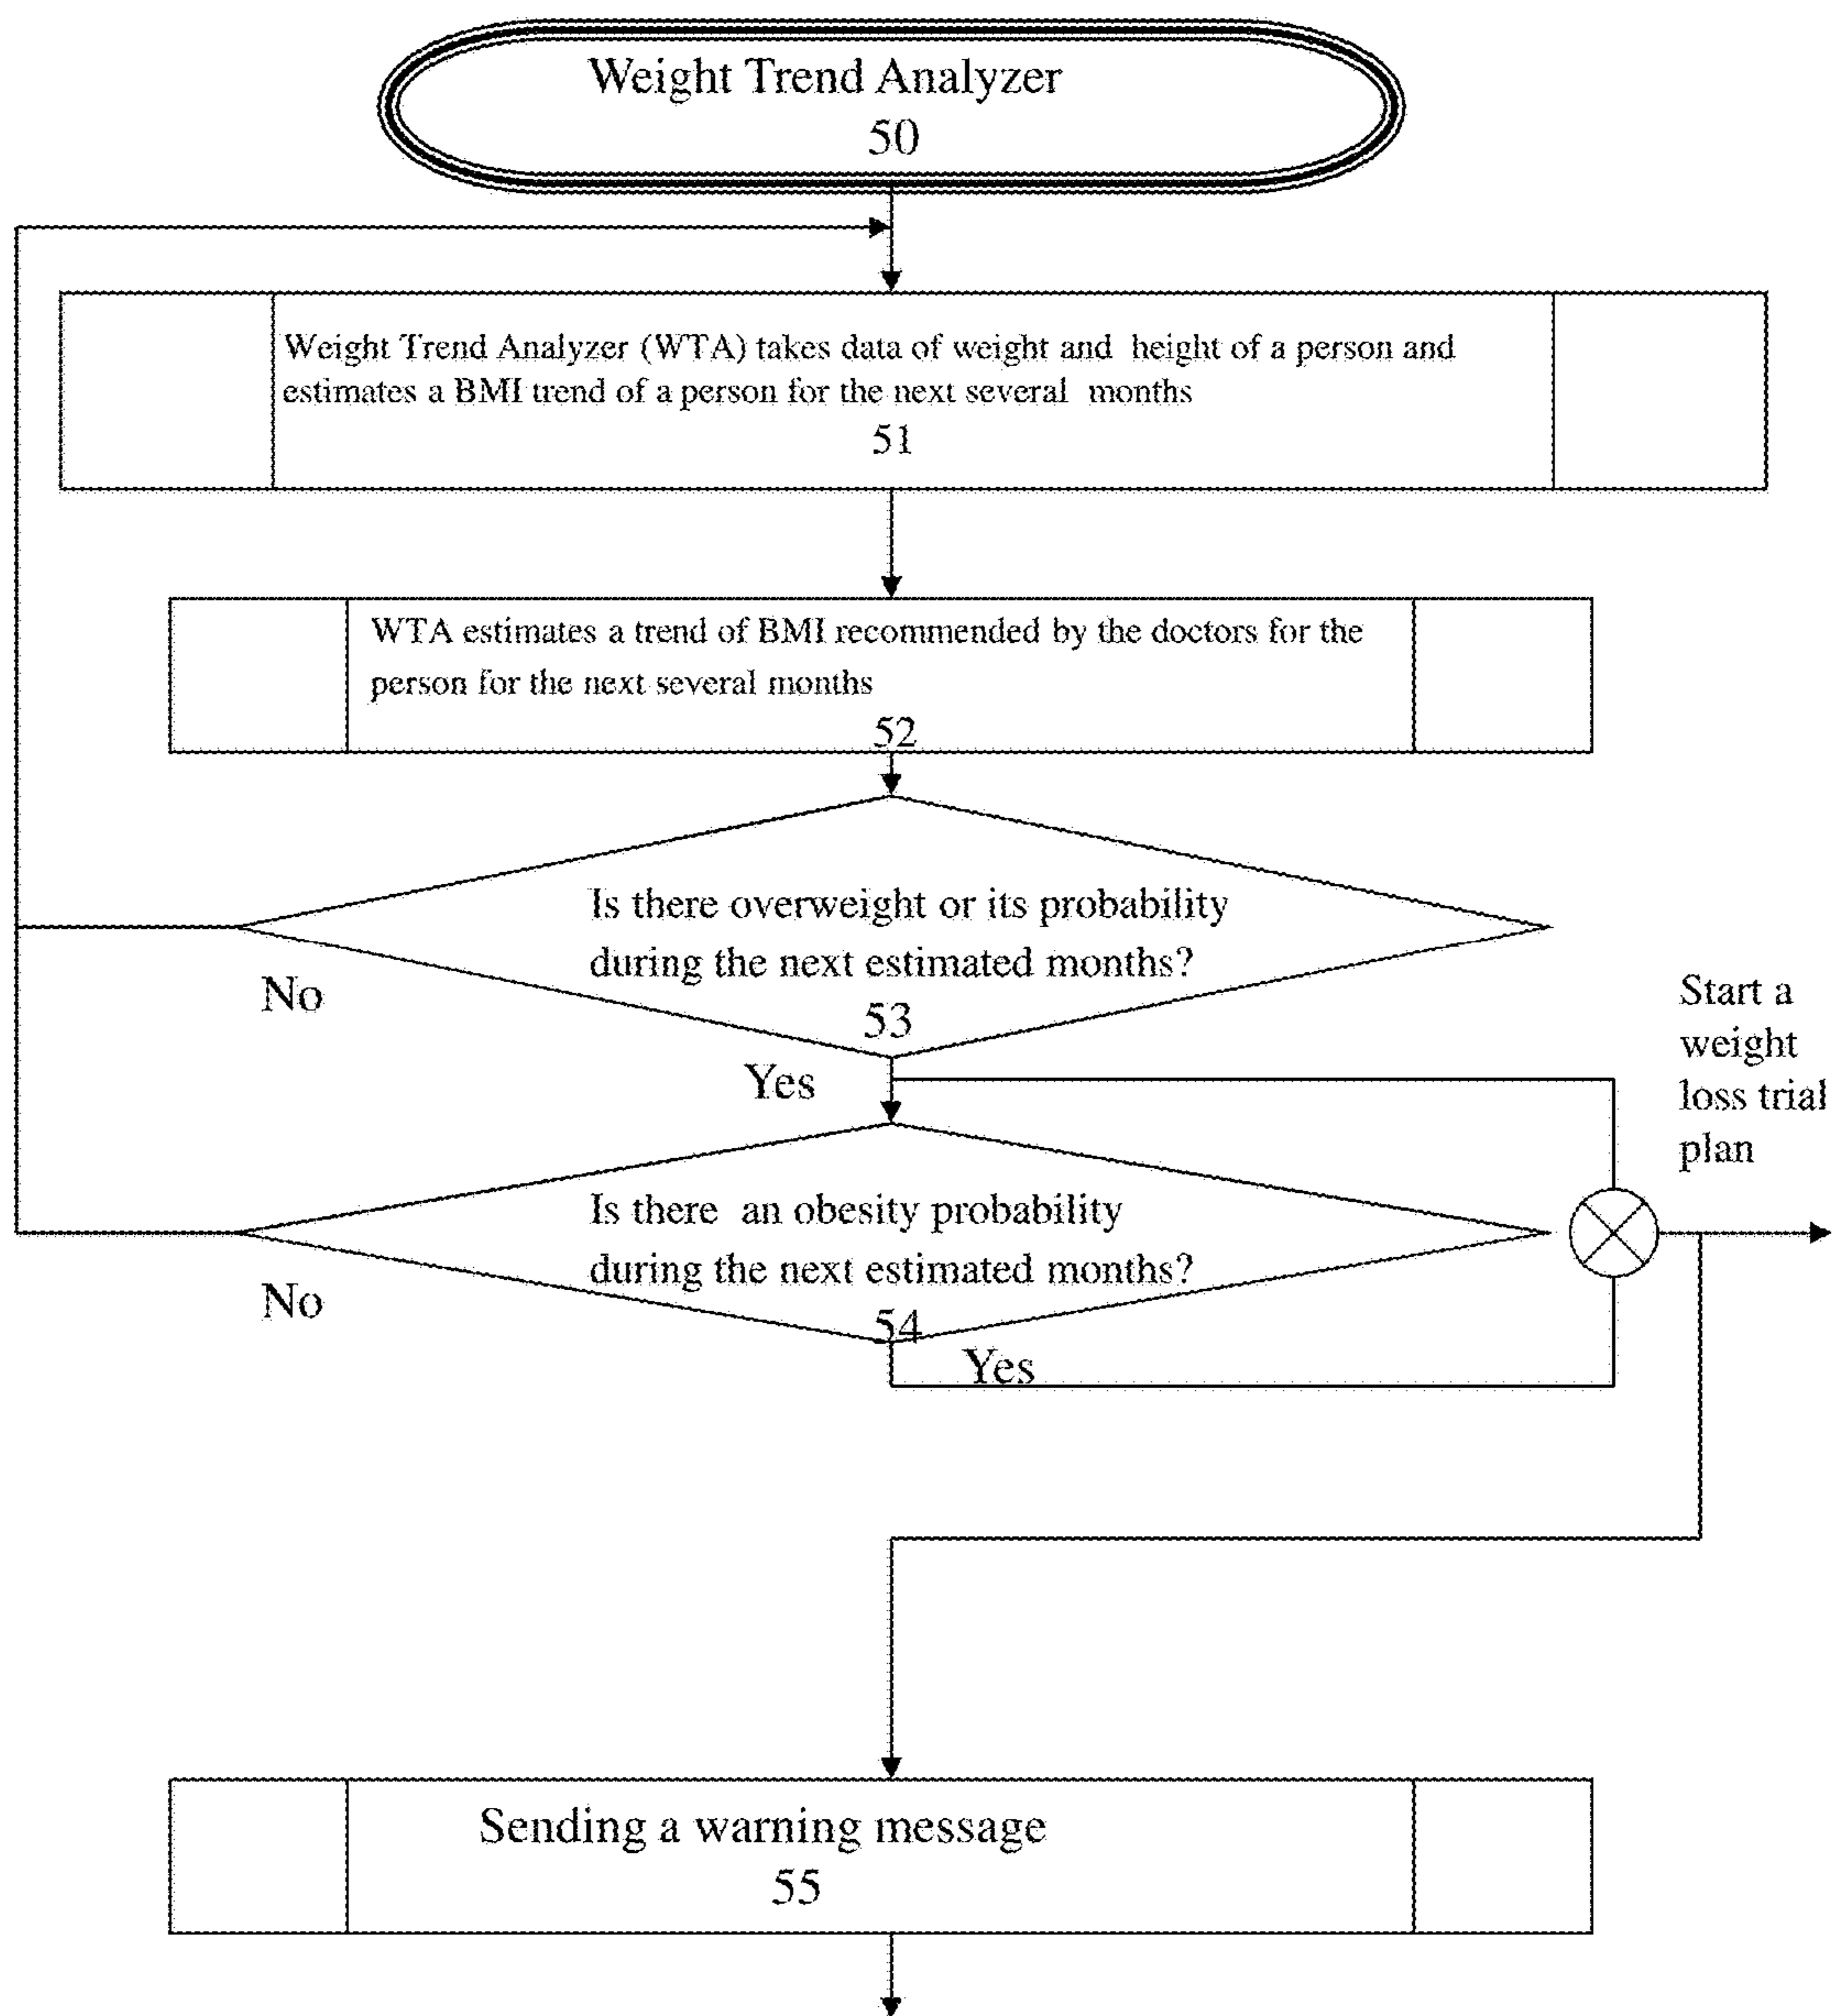 Weight Trend Analyzer
50
Weight Trend Analyzer (WTA) takes data of weight and height of a person and
estimates a BMI trend of a person for the next several months
51
WTA estimates a trend of BMI recommended by the doctors for the
person for the next several months
52
Is there overweight or its probability
during the next estimated months?
53
No
Yes
Start a
weight
loss trial
plan
Is there an obesity probability
during the next estimated months?
54
No
Yes
Sending a warning message
55